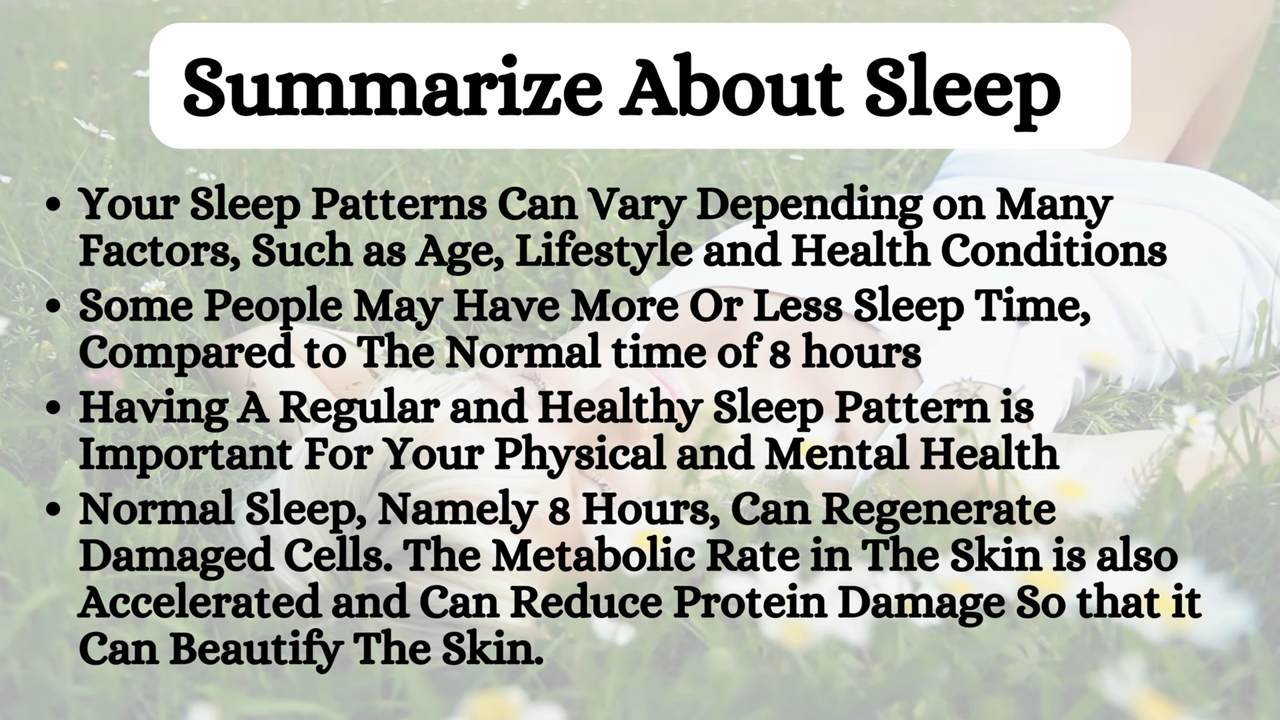 Summarize About Sleep
• Your Sleep Patterns Can Vary Depending on Many
Factors, Such as Age, Lifestyle and Health Conditions
• Some People May Have More Or Less Sleep Time,
Compared to The Normal time of 8 hours
• Having A Regular and Healthy Sleep Pattern is
Important For Your Physical and Mental Health
• Normal Sleep, Namely 8 Hours, Can Regenerate
Damaged Cells. The Metabolic Rate in The Skin is also
Accelerated and Can Reduce Protein Damage So that it
Can Beautify The Skin.